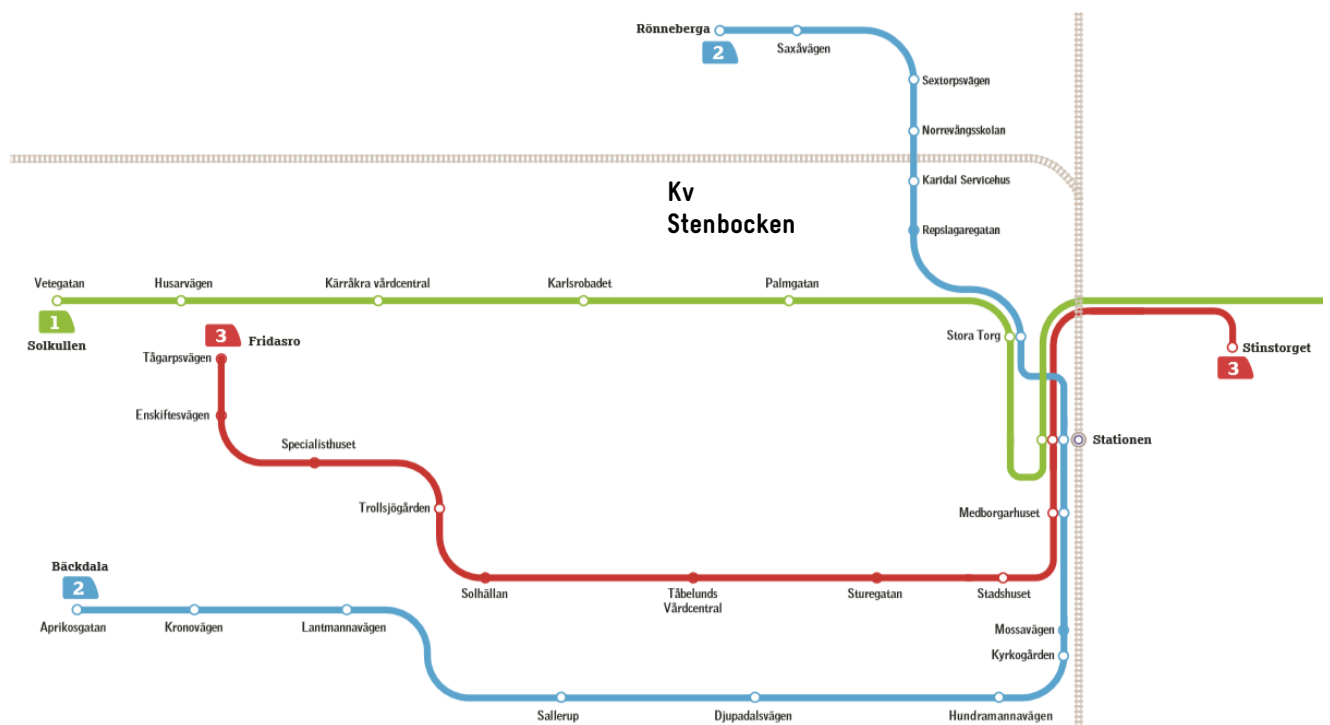 Rönneberga
2
Saxåvägen
Sextorpsvägen
Norrevångsskolan
Karidal Servicehus
Kv
Stenbocken
Repslagaregatan
Vetegatan
Husarvägen
Kärråkra vårdcentral
Karlsrobadet
Palmgatan
1
Solkullen
3
Fridasro
Stora Torg
Stinstorget
3
Tågarpsvägen
Enskiftesvägen
Specialisthuset
Stationen
Trollsjögården
Medborgarhuset
Bäckdala
2
Solhällan
Tåbelunds
Vårdcentral
Sturegatan
Stadshuset
Aprikosgatan
Kronovägen
Lantmannavägen
Mossavägen
Kyrkogården
Sallerup
Djupadalsvägen
Hundramannavägen